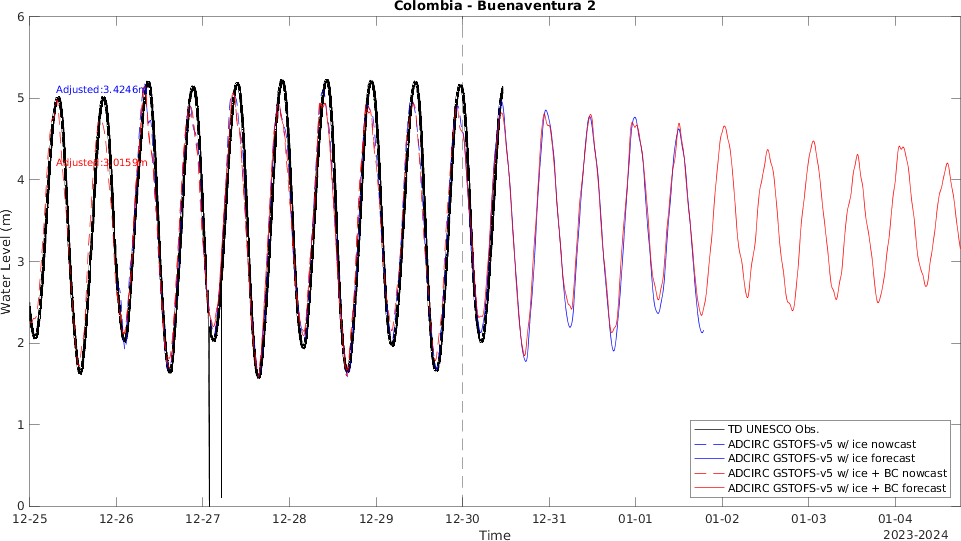 Colombia - Buenaventura 2
6
5
4
3
2
1
0
Water Level (m)
Adjusted:3.4246m
Adjusted:3.0159m
TD UNESCO Obs.
ADCIRC GSTOFS-v5 w/ ice nowcast
ADCIRC GSTOFS-v5 w/ ice forecast
ADCIRC GSTOFS-v5 w/ ice + BC nowcast
ADCIRC GSTOFS-v5 w/ ice + BC forecast
12-25 12-26 12-27 12-28 12-29 12-30 12-31 01-01 01-02 01-03 01-04
Time
2023-2024